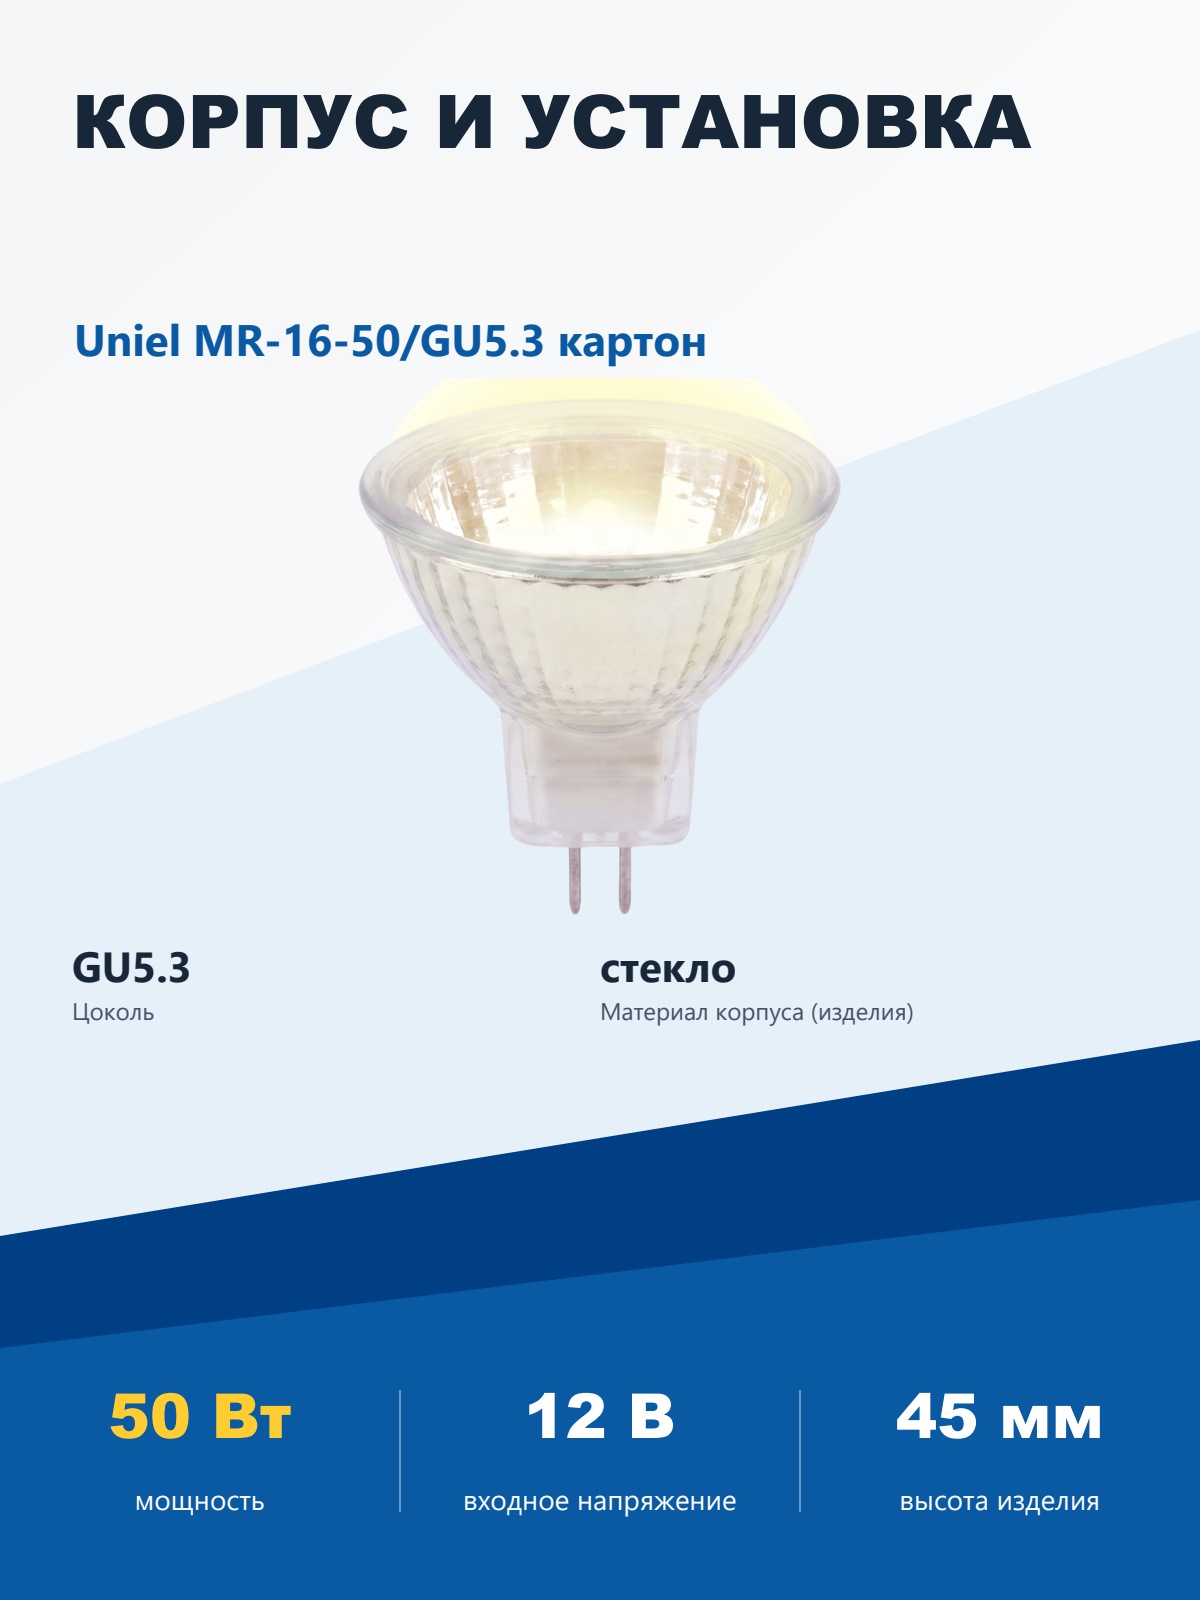 КОРПУС И УСТАНОВКА
Uniel MR-16-50/GU5.3 картон
GU5.3
Цоколь
стекло
Материал корпуса (изделия)
50 Вт
мощность
12 В
входное напряжение
45 мм
высота изделия